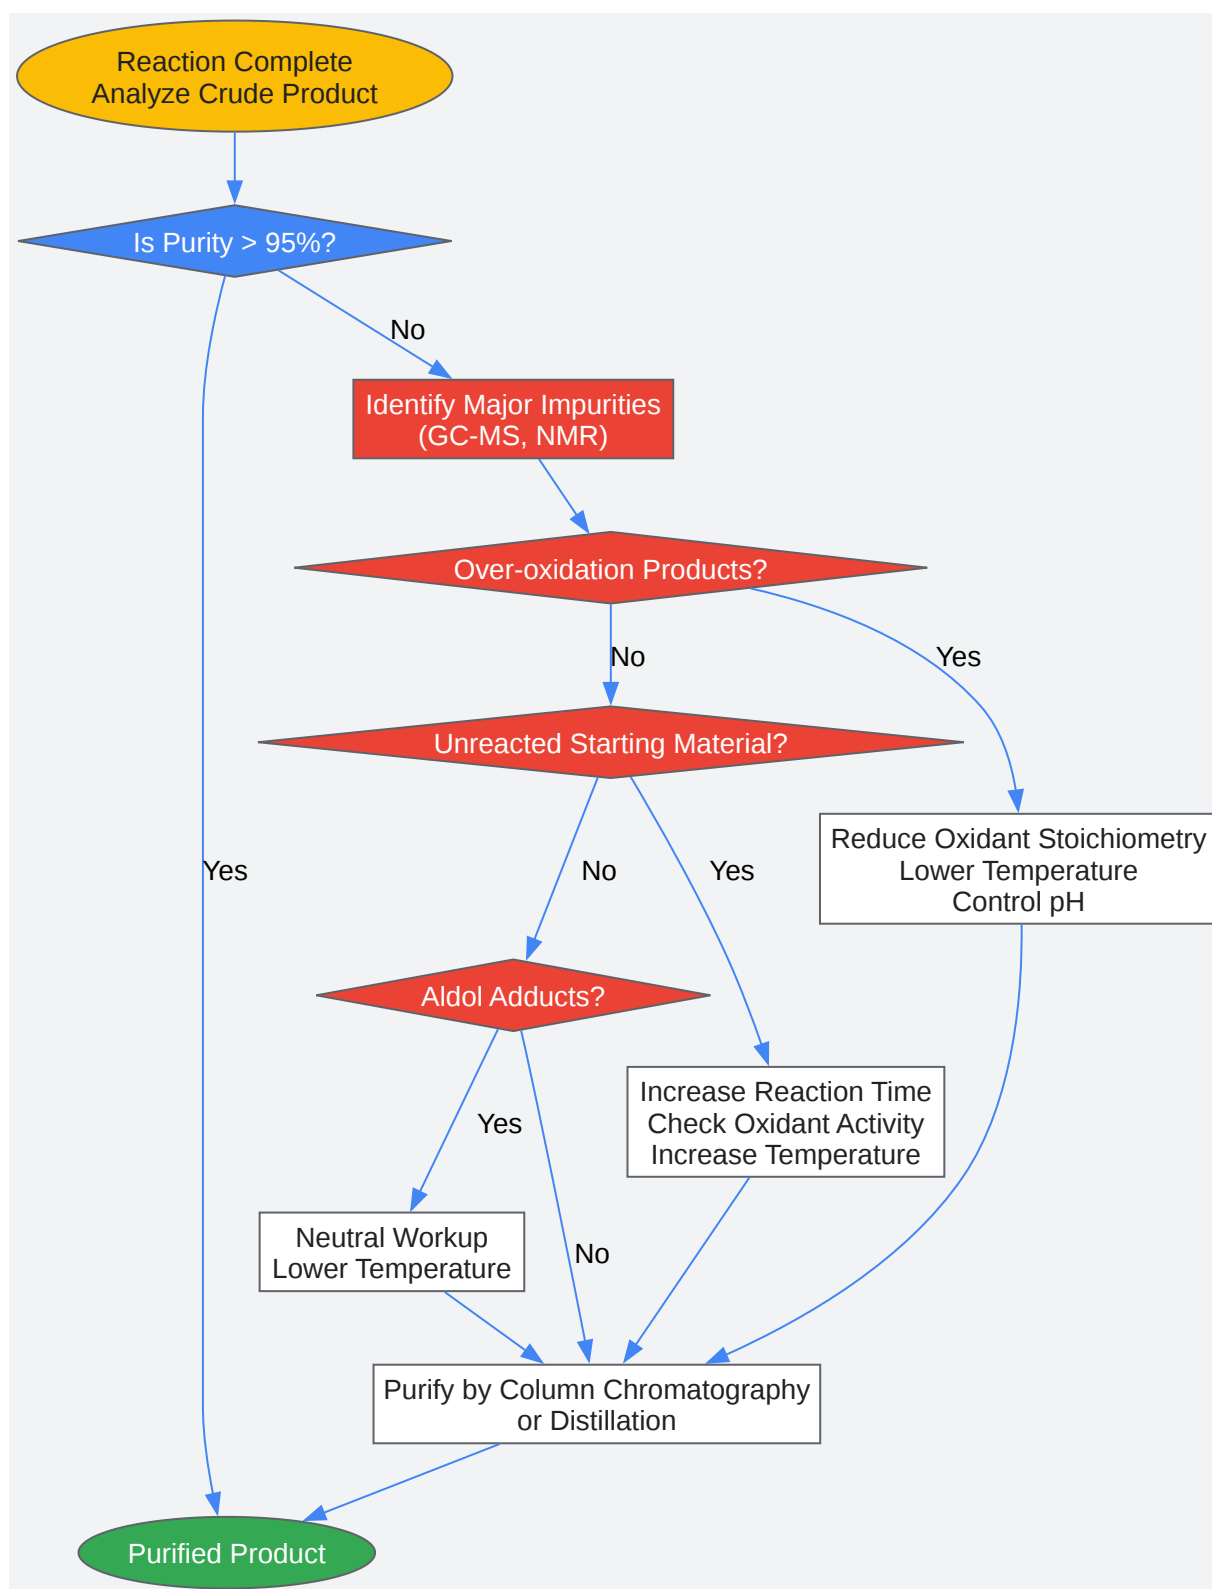 Reaction Complete
Analyze Crude Product
Is Purity > 95%?
No
Identify Major Impurities
(GC-MS, NMR)
Over-oxidation Products?
No
Yes
Unreacted Starting Material?
Reduce Oxidant Stoichiometry
Lower Temperature
Control pH
Yes
No
Yes
Aldol Adducts?
Increase Reaction Time
Check Oxidant Activity
Increase Temperature
Yes
Neutral Workup
Lower Temperature
No
Purify by Column Chromatography
or Distillation
Purified Product